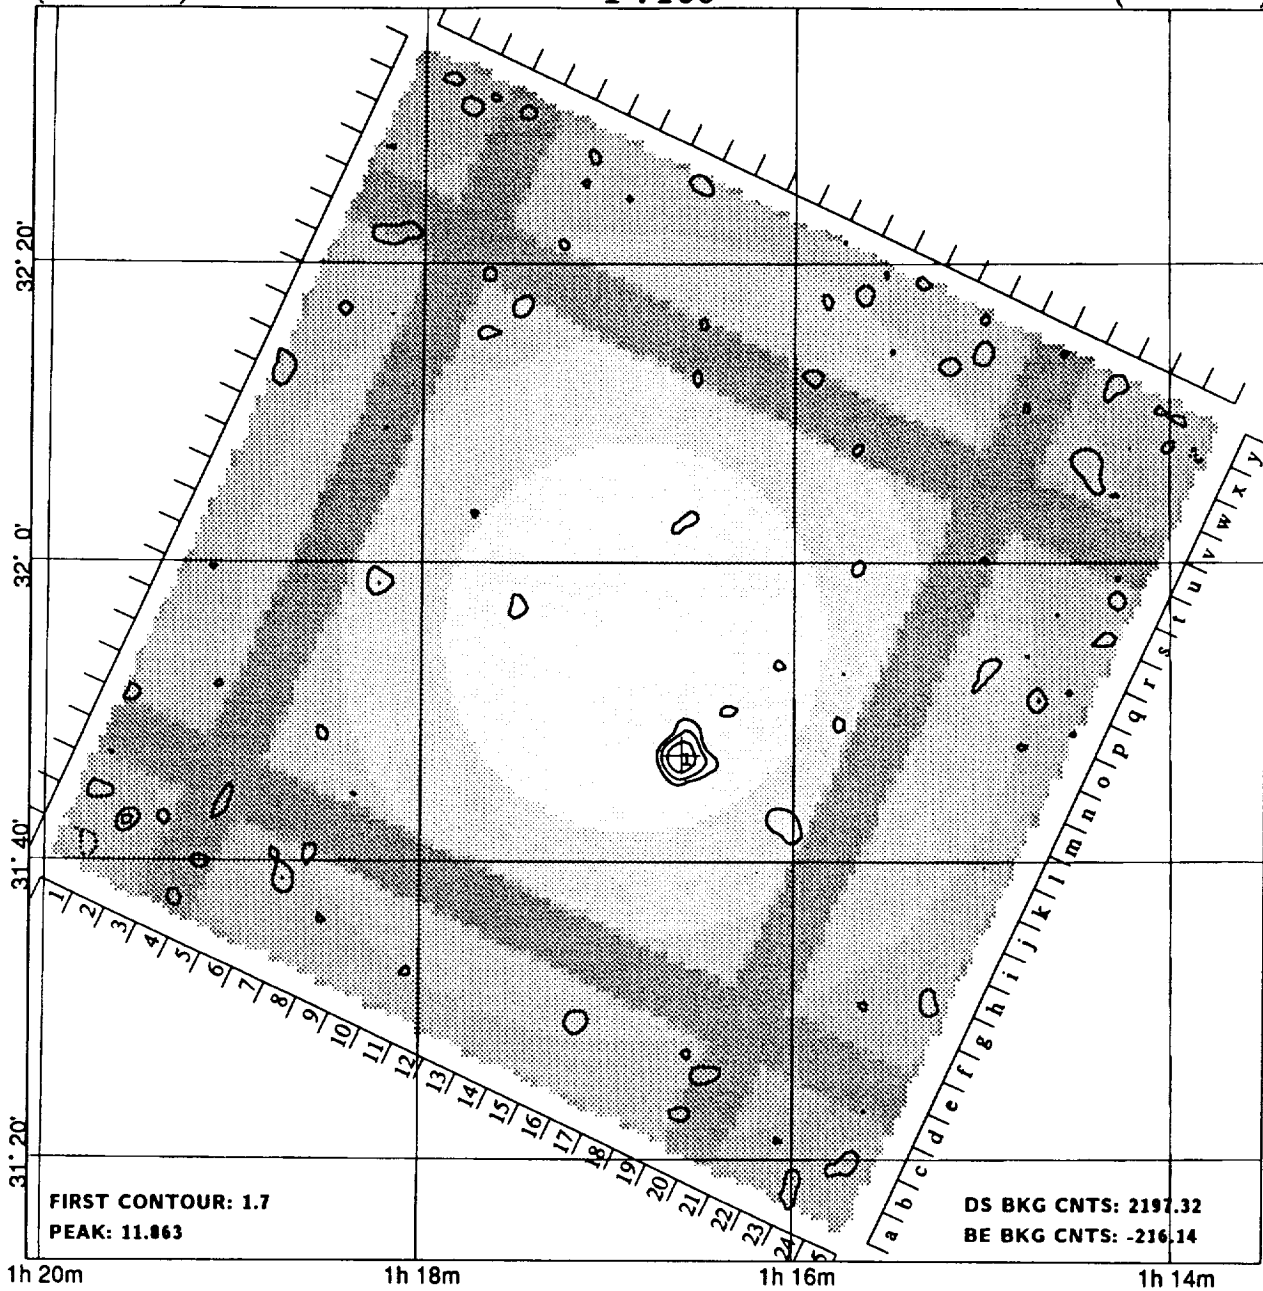 32° 20'
32° 0'
31° 40'
31° 20'
1 2 3 4 5 6 7 8 9 10 11 12 13 14 15 16 17 18 19 20 21 22 23 24
a b c d e f g h i j k l m n o p q r s t u v w x y
FIRST CONTOUR: 1.7
PEAK: 11.863
DS BKG CNTS: 2197.32
BE BKG CNTS: -216.14
1h 20m
1h 18m
1h 16m
1h 14m